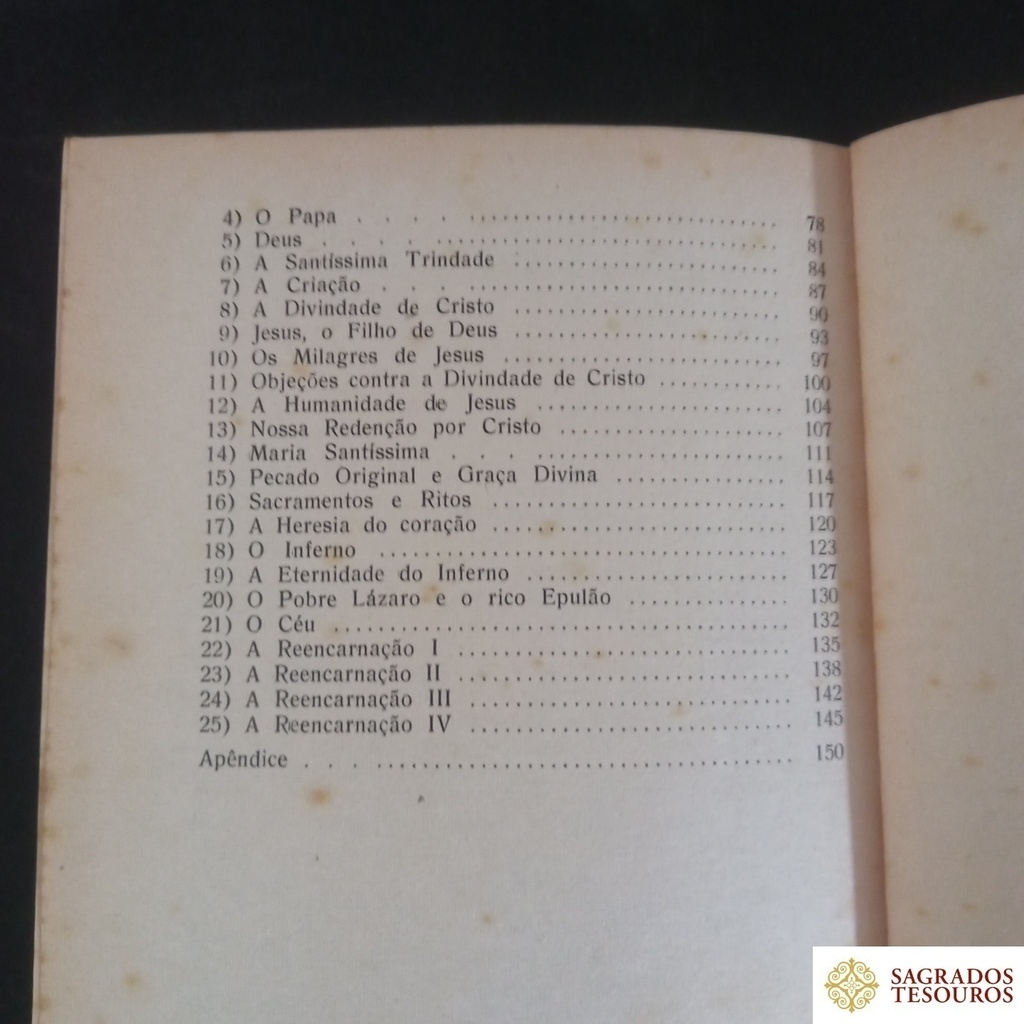 4) O Papa . . . . ................................ 78
5) Deus . . . . ................................... 81
6) A Santíssima Trindade .......................... 84
7) A Criação . . . ................................ 87
8) A Divindade de Cristo .......................... 90
9) Jesus, o Filho de Deus ......................... 93
10) Os Milagres de Jesus .......................... 97
11) Objeções contra a Divindade de Cristo ............ 100
12) A Humanidade de Jesus ........................ 104
13) Nossa Redenção por Cristo ...................... 107
14) Maria Santíssima . . . ........................ 111
15) Pecado Original e Graça Divina ................. 114
16) Sacramentos e Ritos ............................ 117
17) A Heresia do coração ........................... 120
18) O Inferno ...................................... 123
19) A Eternidade do Inferno ........................ 127
20) O Pobre Lázaro e o rico Epulão ................ 130
21) O Céu .......................................... 132
22) A Reencarnação I ............................... 135
23) A Reencarnação II .............................. 138
24) A Reencarnação III ............................. 142
25) A Reencarnação IV .............................. 145
Apêndice . . . ..................................... 150
SAGRADOS
TESOUROS